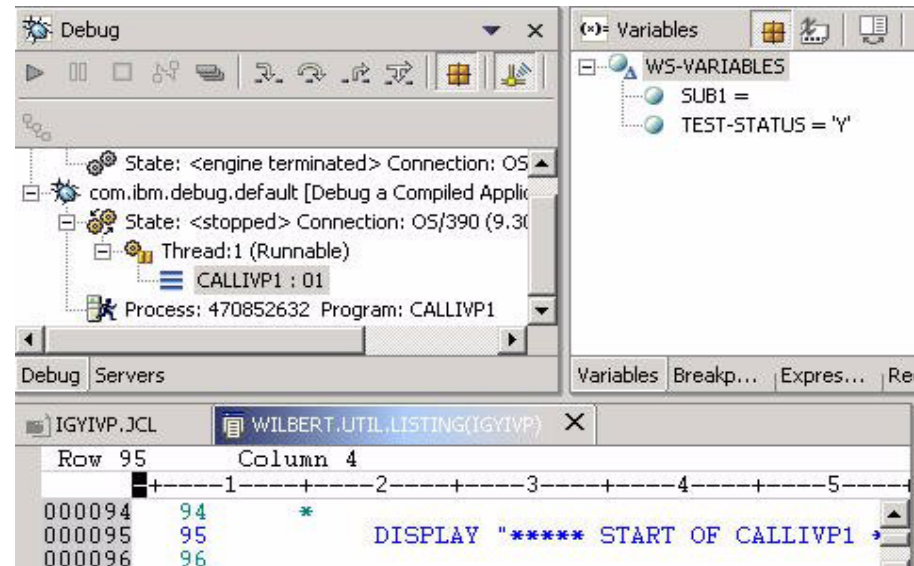 Debug
(x)= Variables
WS-VARIABLES
SUB1 =
TEST-STATUS = 'Y'
State: <engine terminated> Connection: OS
com.ibm.debug.default [Debug a Compiled Applic
State: <stopped> Connection: OS/390 (9.30
Thread:1 (Runnable)
CALLIVP1 : 01
Process: 470852632 Program: CALLIVP1
Debug Servers
Variables Breakp... Expres... Re
IGYIVP.JCL WILBERT.UTIL.LISTING(IGYIVP)
Row 95 Column 4
-+----1----+----2----+----3----+----4----+----5----+
000094 94 *
000095 95 DISPLAY "***** START OF CALLIVP1 *
000096 96